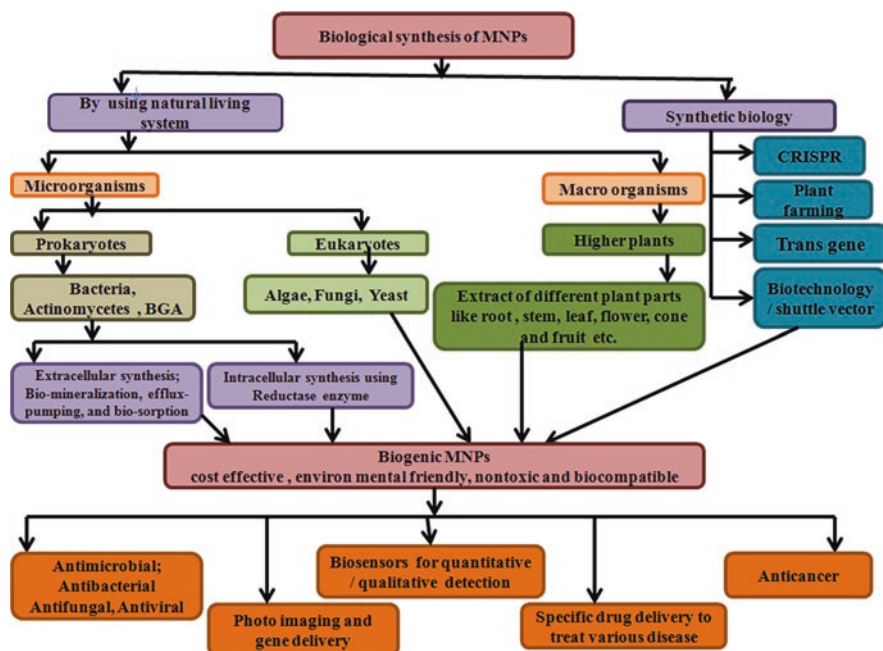 Biological synthesis of MNPs
By using natural living
system
Synthetic biology
CRISPR
Microorganisms
Macro organisms
Plant
farming
Prokaryotes
Eukaryotes
Higher plants
Trans gene
Bacteria,
Actinomycetes , BGA
Algae, Fungi, Yeast
Extract of different plant parts
like root , stem, leaf, flower, cone
and fruit etc.
Biotechnology
/ shuttle vector
Extracellular synthesis;
Bio-mineralization, efflux-
pumping, and bio-sorption
Intracellular synthesis using
Reductase enzyme
Biogenic MNPs
cost effective , environ mental friendly, nontoxic and biocompatible
Antimicrobial;
Antibacterial
Antifungal, Antiviral
Photo imaging and
gene delivery
Biosensors for quantitative
/ qualitative detection
Specific drug delivery to
treat various disease
Anticancer